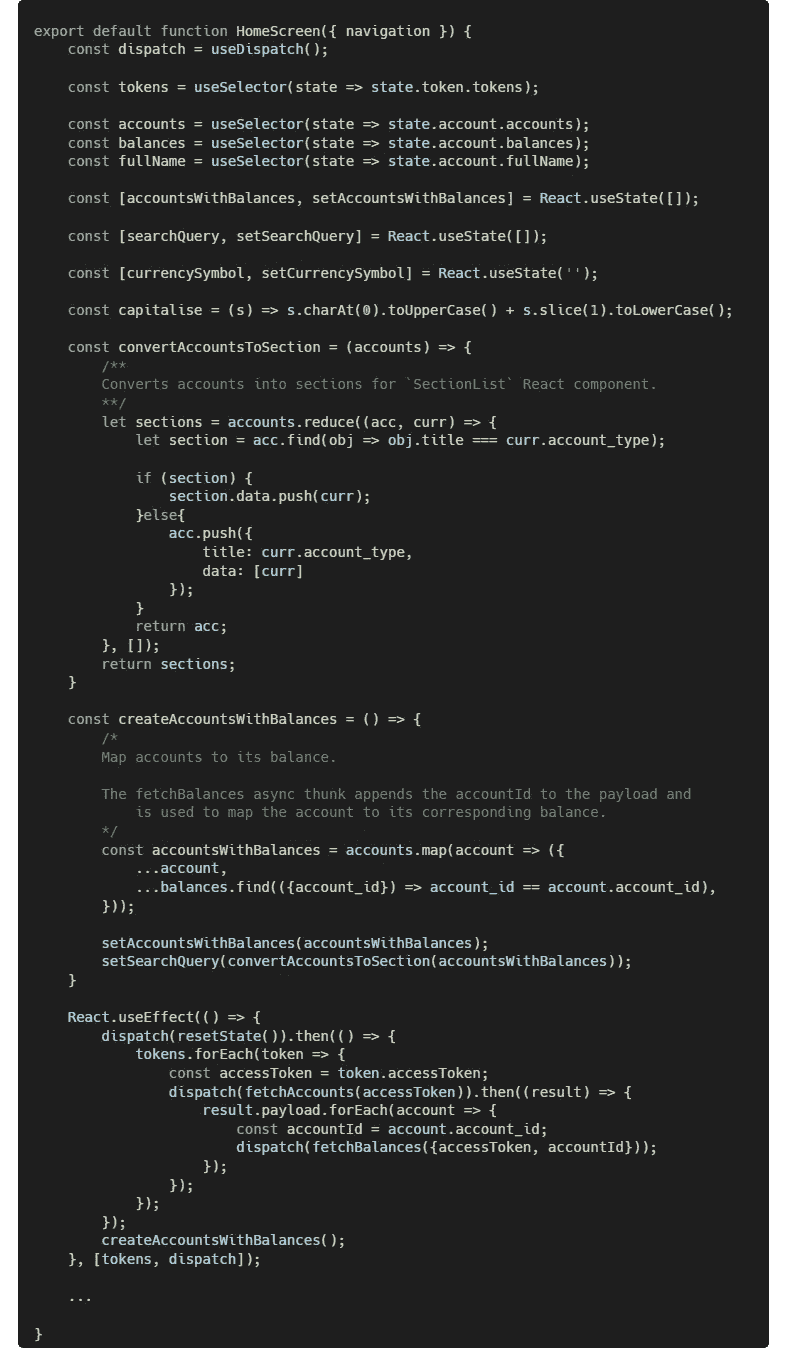 export default function HomeScreen({ navigation }) {
    const dispatch = useDispatch();

    const tokens = useSelector(state => state.token.tokens);

    const accounts = useSelector(state => state.account.accounts);
    const balances = useSelector(state => state.account.balances);
    const fullName = useSelector(state => state.account.fullName);

    const [accountsWithBalances, setAccountsWithBalances] = React.useState([]);

    const [searchQuery, setSearchQuery] = React.useState([]);

    const [currencySymbol, setCurrencySymbol] = React.useState('');

    const capitalise = (s) => s.charAt(0).toUpperCase() + s.slice(1).toLowerCase();

    const convertAccountsToSection = (accounts) => {
        /**
        Converts accounts into sections for `SectionList` React component.
        **/
        let sections = accounts.reduce((acc, curr) => {
            let section = acc.find(obj => obj.title === curr.account_type);

            if (section) {
                section.data.push(curr);
            }else{
                acc.push({
                    title: curr.account_type,
                    data: [curr]
                });
            }
            return acc;
        }, []);
        return sections;
    }

    const createAccountsWithBalances = () => {
        /*
        Map accounts to its balance.

        The fetchBalances async thunk appends the accountId to the payload and
            is used to map the account to its corresponding balance.
        */
        const accountsWithBalances = accounts.map(account => ({
            ...account,
            ...balances.find(({account_id}) => account_id == account.account_id),
        }));

        setAccountsWithBalances(accountsWithBalances);
        setSearchQuery(convertAccountsToSection(accountsWithBalances));
    }

    React.useEffect(() => {
        dispatch(resetState()).then(() => {
            tokens.forEach(token => {
                const accessToken = token.accessToken;
                dispatch(fetchAccounts(accessToken)).then((result) => {
                    result.payload.forEach(account => {
                        const accountId = account.account_id;
                        dispatch(fetchBalances({accessToken, accountId}));
                    });
                });
            });
        });
        createAccountsWithBalances();
    }, [tokens, dispatch]);

    ...

}